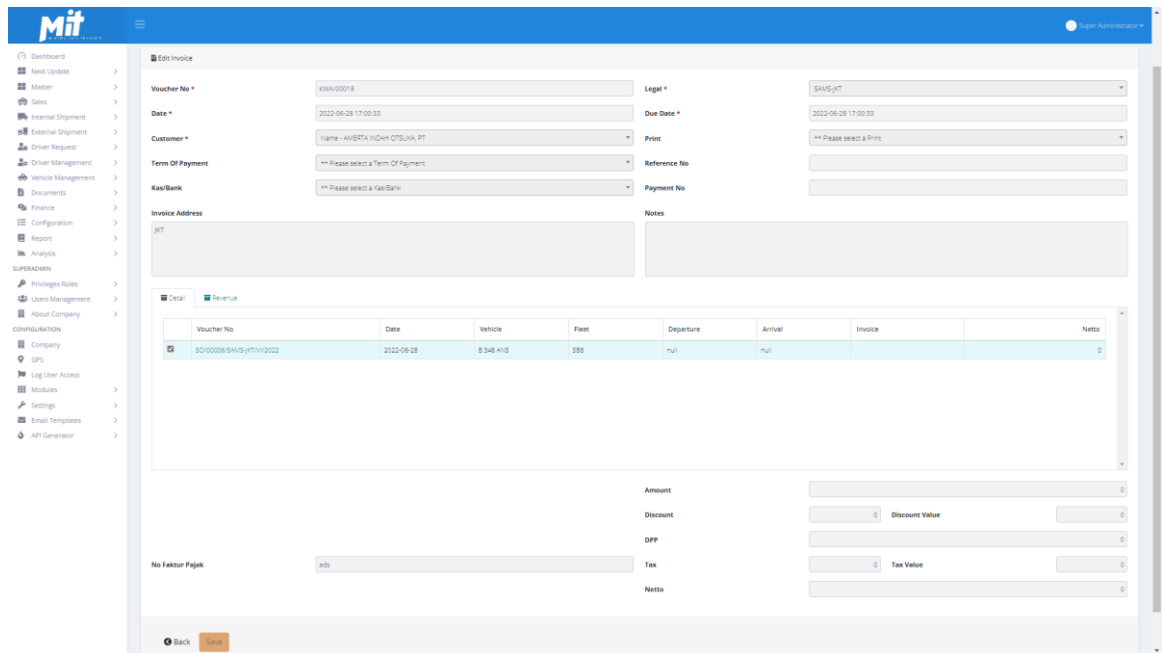 Mit
Super Administrator
Dashboard
Next Update
Master
Sales
Internal Shipment
External Shipment
Driver Request
Driver Management
Vehicle Management
Documents
Finance
Configuration
Report
Analysis
SUPERADMIN
Privileges Roles
Users Management
About Company
CONFIGURATION
Company
GPS
Log User Access
Modules
Settings
Email Templates
API Generator
Edit Invoice
Voucher No * KWA/00018 Legal * SAMS-JKT
Date * 2022-06-28 17:00:33 Due Date * 2022-06-28 17:00:33
Customer * Name - AMERTA INDAH OTSUKA, PT Print ** Please select a Print
Term Of Payment ** Please select a Term Of Payment Reference No
Kas/Bank ** Please select a Kas/Bank Payment No
Invoice Address Notes
JKT
Detail Revenue
Voucher No Date Vehicle Fleet Departure Arrival Invoice Netto
SO/00008/SAMS-JKT/VI/2022 2022-06-28 B 346 ANS SBB null null 0
Amount 0
Discount 0 Discount Value 0
DPP 0
No Faktur Pajak eds Tax 0 Tax Value 0
Netto 0
Back Save